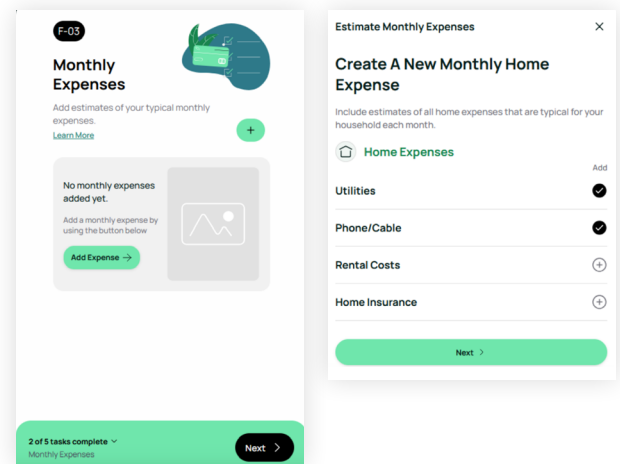 F-03
Monthly
Expenses
Add estimates of your typical monthly
expenses.
Learn More
No monthly expenses
added yet.
Add a monthly expense by
using the button below
Add Expense
2 of 5 tasks complete
Monthly Expenses
Next
Estimate Monthly Expenses
Create A New Monthly Home
Expense
Include estimates of all home expenses that are typical for your
household each month.
Home Expenses
Add
Utilities
Phone/Cable
Rental Costs
Home Insurance
Next